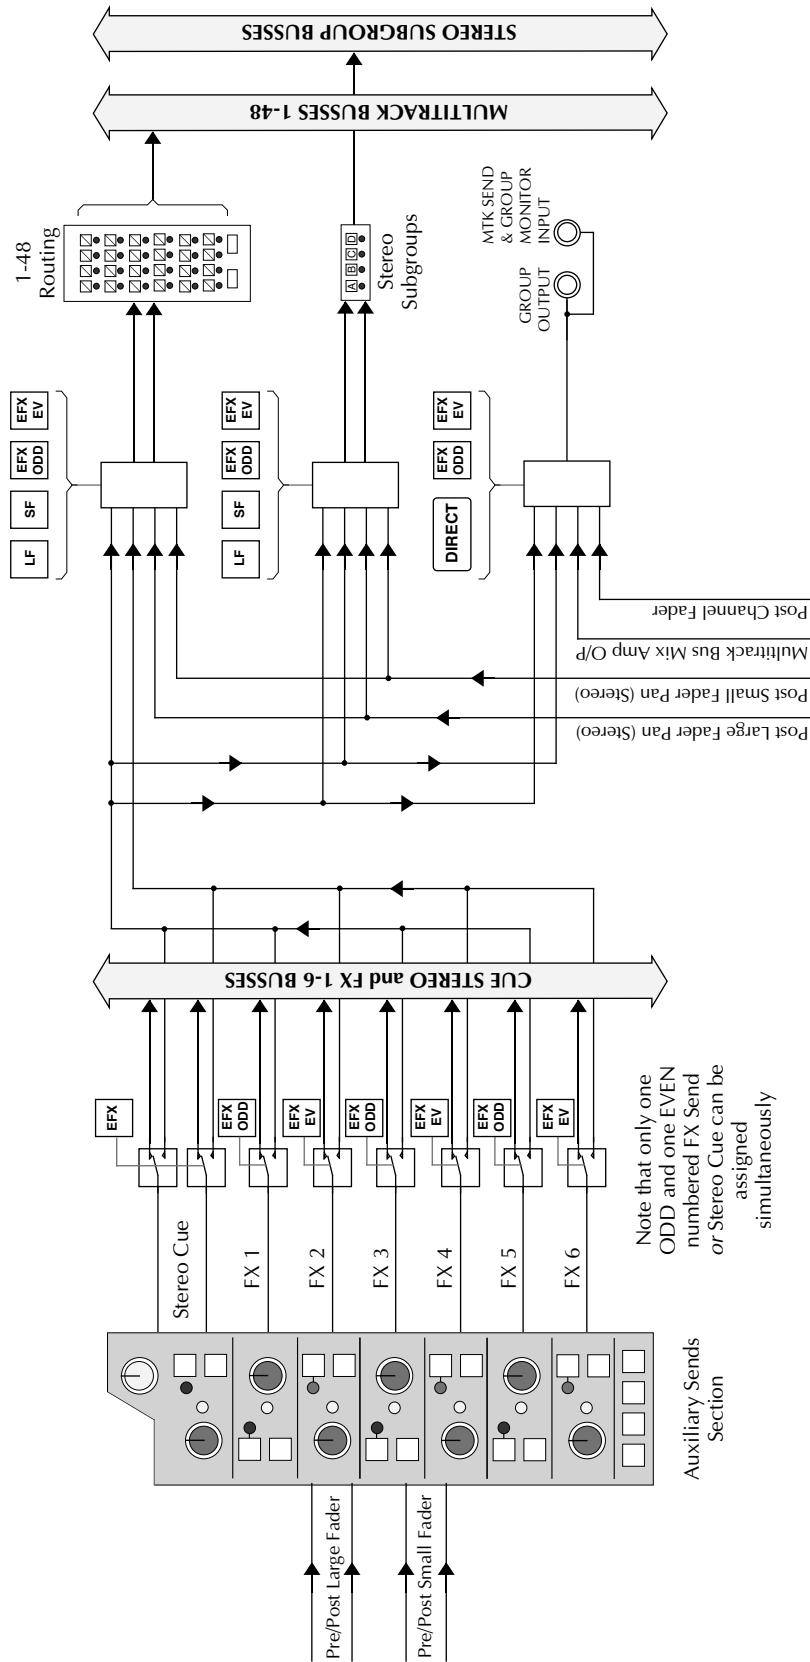 STEREO SUBGROUP BUSSES
MULTITRACK BUSSES 1-48
1-48
Routing
A B C D
Stereo
Subgroups
MTK SEND
& GROUP
MONITOR
INPUT
GROUP
OUTPUT
LF
SF
EFX
ODD
EFX
EV
LF
SF
EFX
ODD
EFX
EV
DIRECT
EFX
ODD
EFX
EV
Post Channel Fader
Multitrack Bus Mix Amp O/P
Post Small Fader Pan (Stereo)
Post Large Fader Pan (Stereo)
CUE STEREO and FX 1-6 BUSSES
EFX
EFX
ODD
EFX
EV
EFX
ODD
EFX
EV
EFX
ODD
EFX
EV
Stereo Cue
FX 1
FX 2
FX 3
FX 4
FX 5
FX 6
Note that only one
ODD and one EVEN
numbered FX Send
or Stereo Cue can be
assigned
simultaneously
Auxiliary Sends
Section
Pre/Post Large Fader
Pre/Post Small Fader